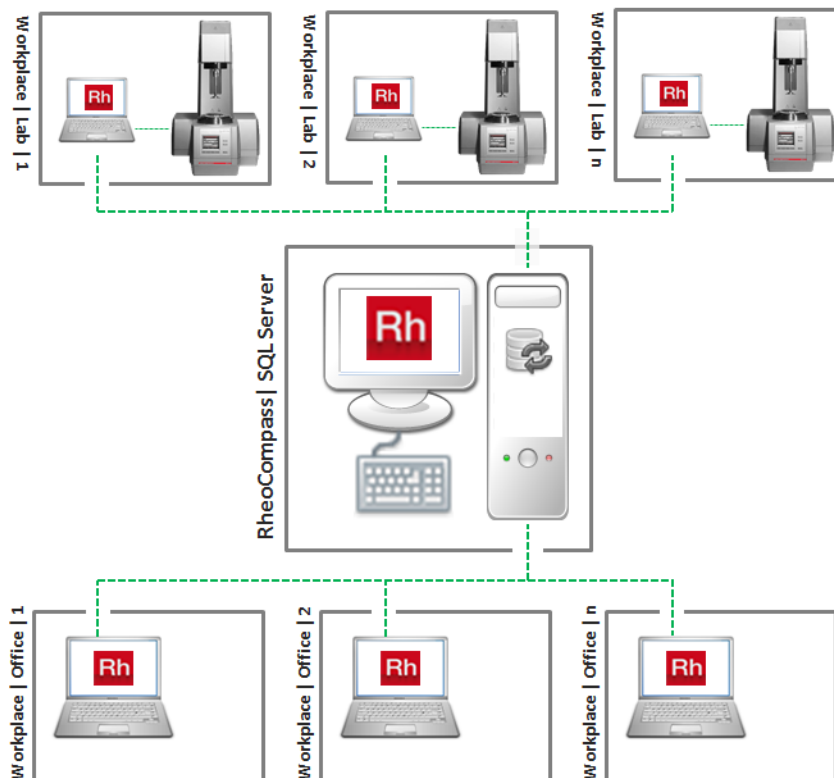 Workplace | Lab | 1
Rh
Workplace | Lab | 2
Rh
Workplace | Lab | n
Rh
RheoCompass | SQL Server
Rh
Workplace | Office | 1
Rh
Workplace | Office | 2
Rh
Workplace | Office | n
Rh